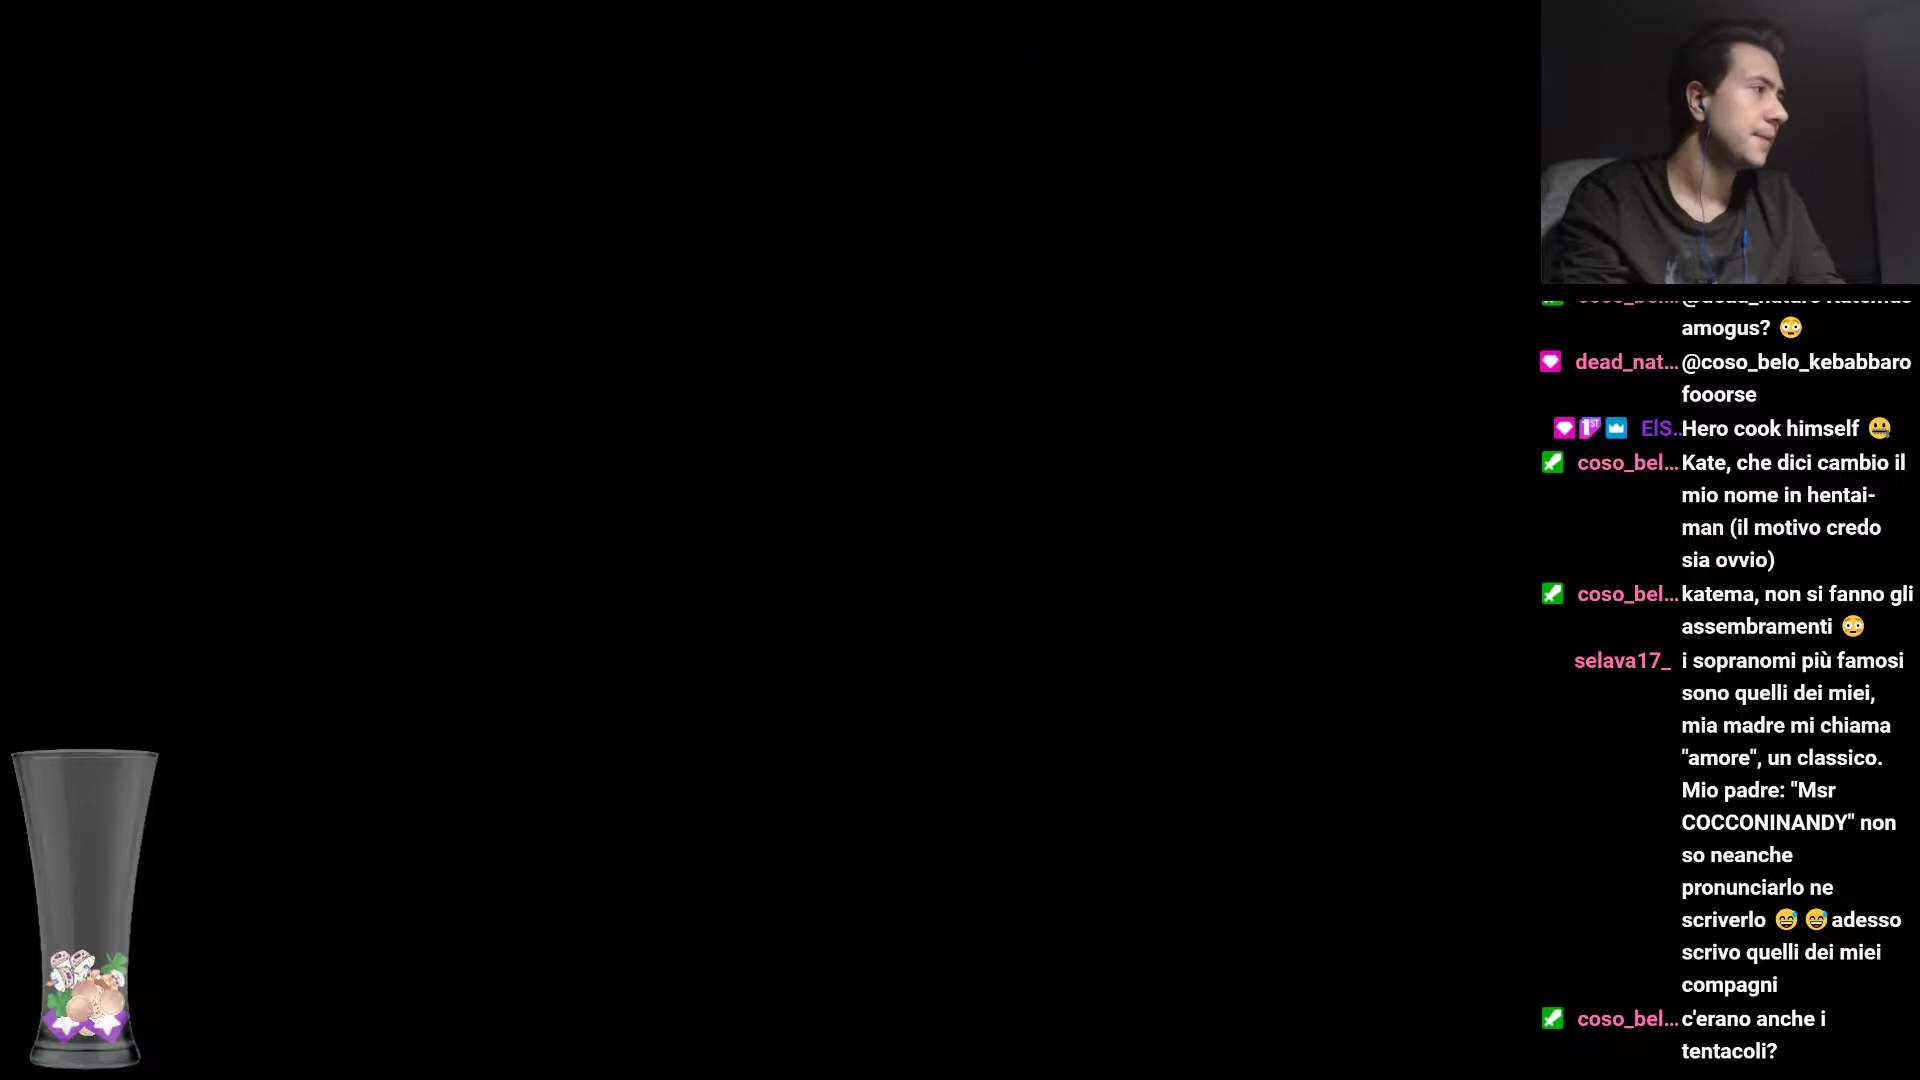 amogus? 😳
dead_nat... @coso_belo_kebabbaro
fooorse
1ST ElS.. Hero cook himself 🤐
coso_bel... Kate, che dici cambio il
mio nome in hentai-
man (il motivo credo
sia ovvio)
coso_bel... katema, non si fanno gli
assembramenti 😳
selava17_ i sopranomi più famosi
sono quelli dei miei,
mia madre mi chiama
"amore", un classico.
Mio padre: "Msr
COCCONINANDY" non
so neanche
pronunciarlo ne
scriverlo 😅 😅 adesso
scrivo quelli dei miei
compagni
coso_bel... c'erano anche i
tentacoli?